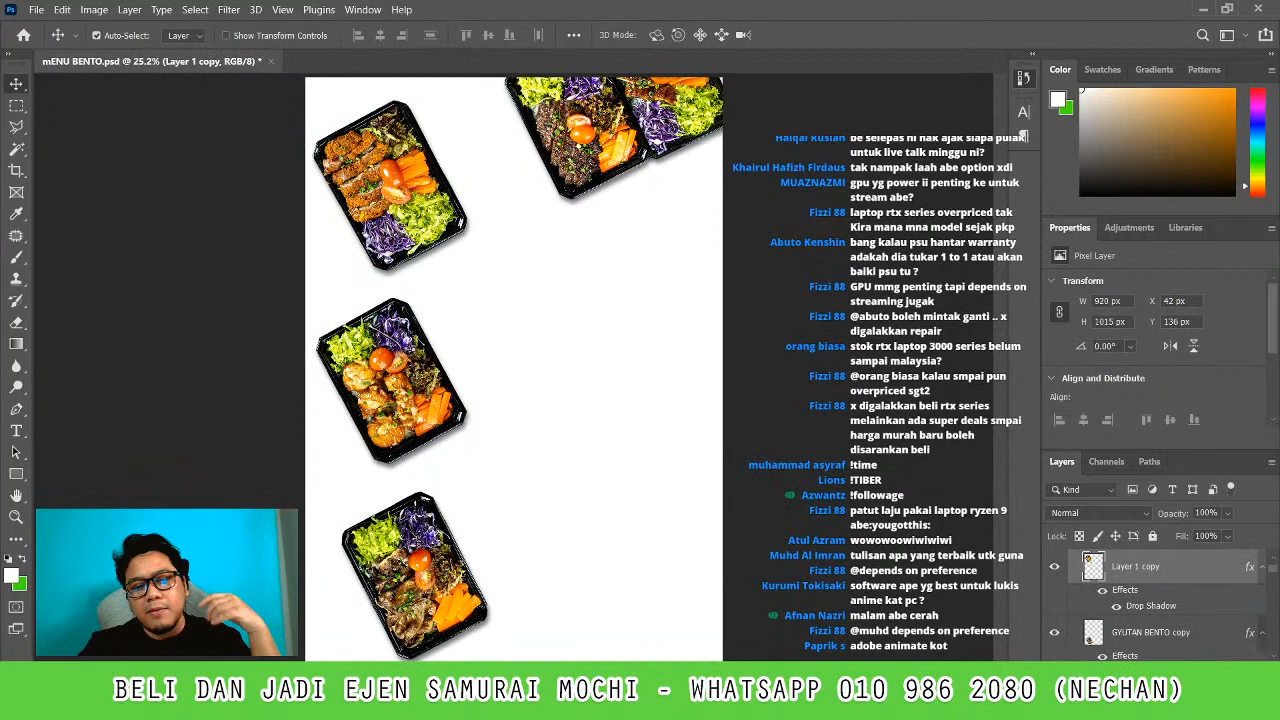 File Edit Image Layer Type Select Filter 3D View Plugins Window Help
Auto-Select: Layer Show Transform Controls 3D Mode:
mENU BENTO.psd @ 25.2% (Layer 1 copy, RGB/8) *
Color Swatches Gradients Patterns
Haiqal Ruslan be selepas ni nak ajak siapa pulak
untuk live talk minggu ni?
Khairul Hafizh Firdaus tak nampak laah abe option xdi
MUAZNAZMI gpu yg power ii penting ke untuk
stream abe?
Fizzi 88 laptop rtx series overpriced tak
Kira mana mna model sejak pkp
Abuto Kenshin bang kalau psu hantar warranty
adakah dia tukar 1 to 1 atau akan
baiki psu tu ?
Fizzi 88 GPU mmg penting tapi depends on
streaming jugak
Fizzi 88 @abuto boleh mintak ganti .. x
digalakkan repair
orang biasa stok rtx laptop 3000 series belum
sampai malaysia?
Fizzi 88 @orang biasa kalau smpai pun
overpriced sgt2
Fizzi 88 x digalakkan beli rtx series
melainkan ada super deals smpai
harga murah baru boleh
disarankan beli
muhammad asyraf !time
Lions !TIBER
Azwantz !followage
Fizzi 88 patut laju pakai laptop ryzen 9
abe:yougotthis:
Atul Azram wowowoowiwiwiwi
Muhd Al Imran tulisan apa yang terbaik utk guna
Fizzi 88 @depends on preference
Kurumi Tokisaki software ape yg best untuk lukis
anime kat pc ?
Afnan Nazri malam abe cerah
Fizzi 88 @muhd depends on preference
Paprik s adobe animate kot
Properties Adjustments Libraries
Pixel Layer
Transform
W 920 px X 42 px
H 1015 px Y 136 px
0.00°
Align and Distribute
Align:
Layers Channels Paths
Kind
Normal Opacity: 100%
Lock: Fill: 100%
Layer 1 copy fx
Effects
Drop Shadow
GYUTAN BENTO copy fx
Effects
BELI DAN JADI EJEN SAMURAI MOCHI - WHATSAPP 010 986 2080 (NECHAN)